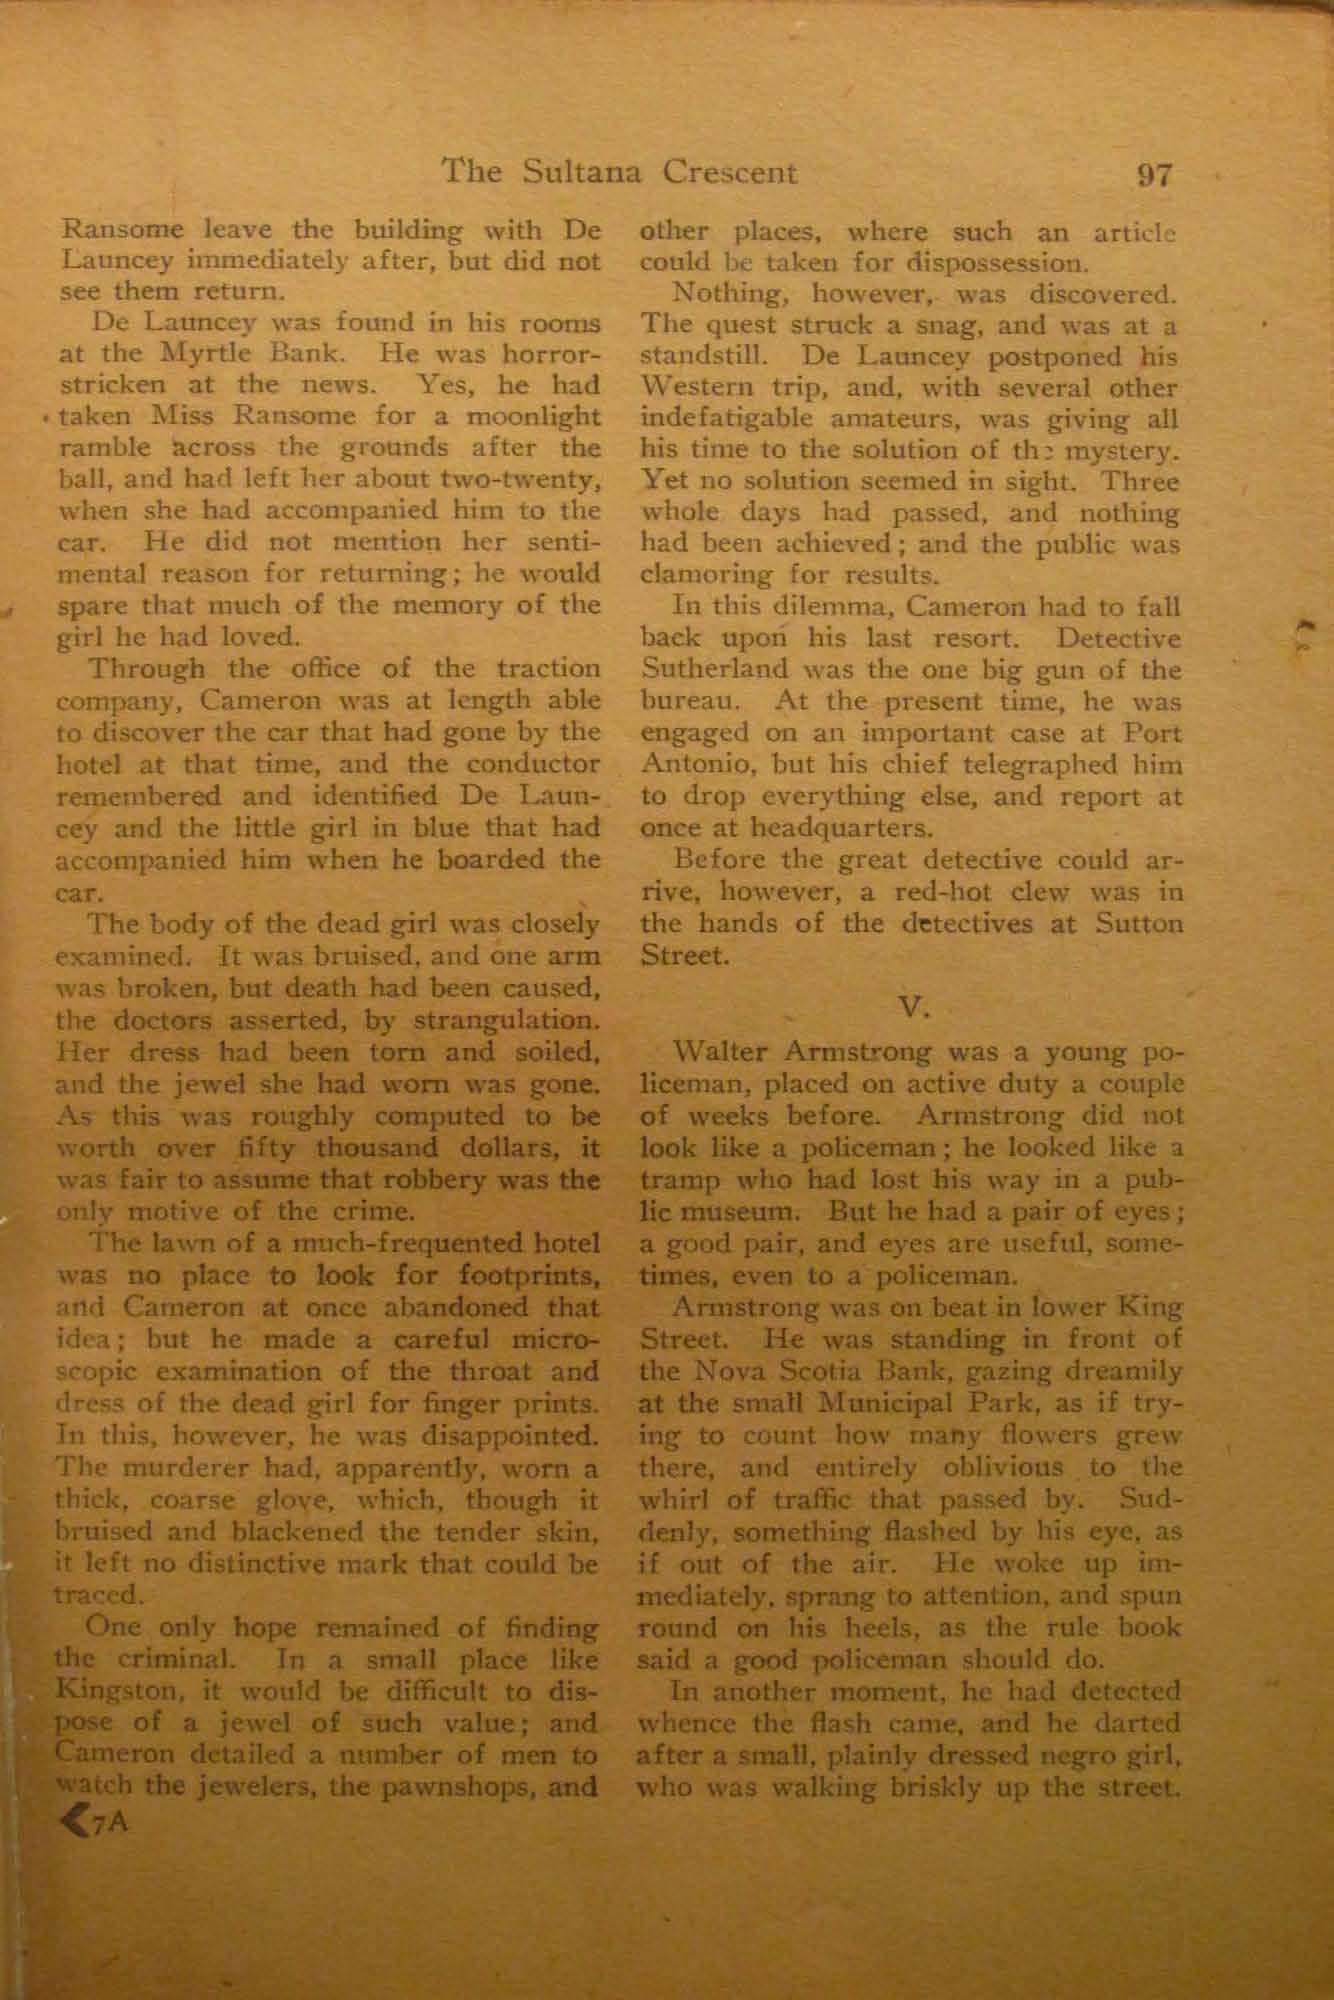 The Sultana Crescent
97
Ransome leave the building with De
Launcey immediately after, but did not
see them return.
De Launcey was found in his rooms
at the Myrtle Bank. He was horror-
stricken at the news. Yes, he had
taken Miss Ransome for a moonlight
ramble across the grounds after the
ball, and had left her about two-twenty,
when she had accompanied him to the
car. He did not mention her senti-
mental reason for returning; he would
spare that much of the memory of the
girl he had loved.
Through the office of the traction
company, Cameron was at length able
to discover the car that had gone by the
hotel at that time, and the conductor
remembered and identified De Laun-
cey and the little girl in blue that had
accompanied him when he boarded the
car.
The body of the dead girl was closely
examined. It was bruised, and one arm
was broken, but death had been caused,
the doctors asserted, by strangulation.
Her dress had been torn and soiled,
and the jewel she had worn was gone.
As this was roughly computed to be
worth over fifty thousand dollars, it
was fair to assume that robbery was the
only motive of the crime.
The lawn of a much-frequented hotel
was no place to look for footprints,
and Cameron at once abandoned that
idea; but he made a careful micro-
scopic examination of the throat and
dress of the dead girl for finger prints.
In this, however, he was disappointed.
The murderer had, apparently, worn a
thick, coarse glove, which, though it
bruised and blackened the tender skin,
it left no distinctive mark that could be
traced.
One only hope remained of finding
the criminal. In a small place like
Kingston, it would be difficult to dis-
pose of a jewel of such value; and
Cameron detailed a number of men to
watch the jewelers, the pawnshops, and
7A
other places, where such an article
could be taken for dispossession.
Nothing, however, was discovered.
The quest struck a snag, and was at a
standstill. De Launcey postponed his
Western trip, and, with several other
indefatigable amateurs, was giving all
his time to the solution of the mystery.
Yet no solution seemed in sight. Three
whole days had passed, and nothing
had been achieved; and the public was
clamoring for results.
In this dilemma, Cameron had to fall
back upon his last resort. Detective
Sutherland was the one big gun of the
bureau. At the present time, he was
engaged on an important case at Port
Antonio, but his chief telegraphed him
to drop everything else, and report at
once at headquarters.
Before the great detective could ar-
rive, however, a red-hot clew was in
the hands of the detectives at Sutton
Street.
V.
Walter Armstrong was a young po-
liceman, placed on active duty a couple
of weeks before. Armstrong did not
look like a policeman; he looked like a
tramp who had lost his way in a pub-
lic museum. But he had a pair of eyes;
a good pair, and eyes are useful, some-
times, even to a policeman.
Armstrong was on beat in lower King
Street. He was standing in front of
the Nova Scotia Bank, gazing dreamily
at the small Municipal Park, as if try-
ing to count how many flowers grew
there, and entirely oblivious to the
whirl of traffic that passed by. Sud-
denly, something flashed by his eye, as
if out of the air. He woke up im-
mediately, sprang to attention, and spun
round on his heels, as the rule book
said a good policeman should do.
In another moment, he had detected
whence the flash came, and he darted
after a small, plainly dressed negro girl,
who was walking briskly up the street.